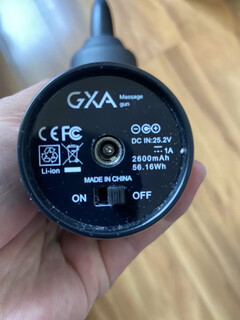 GXA Massage gun
CE FC
DC IN:25.2V
1A
2600mAh
56.16Wh
Li-ion
MADE IN CHINA
ON OFF